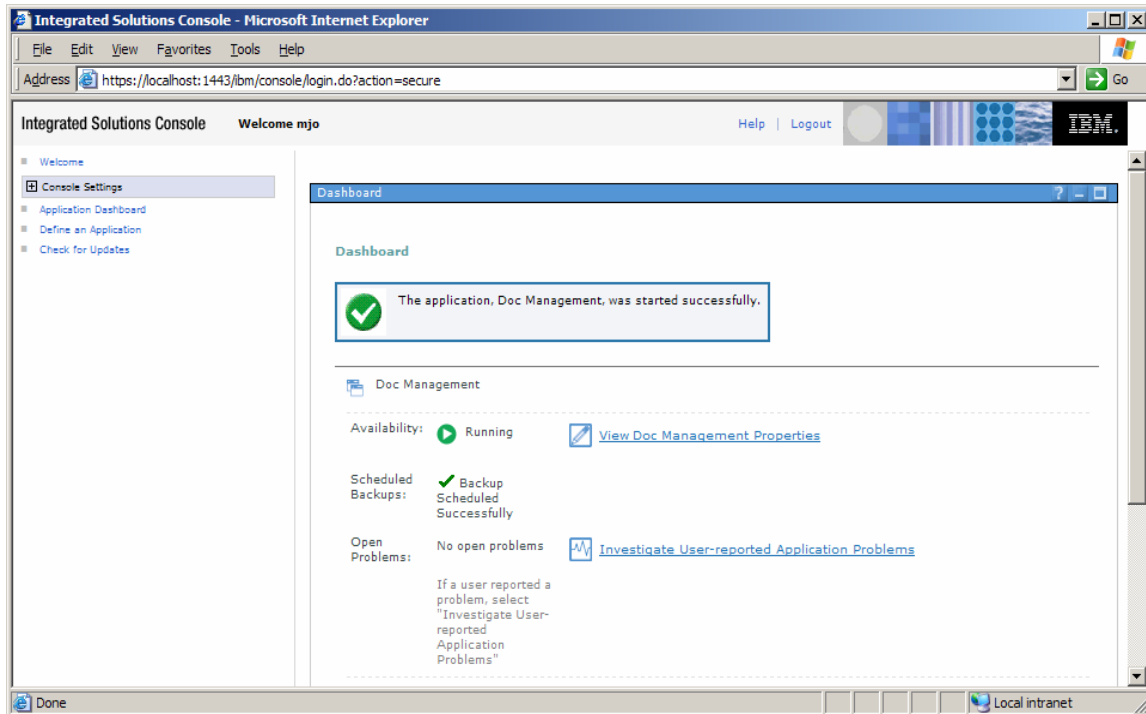 Integrated Solutions Console - Microsoft Internet Explorer
File Edit View Favorites Tools Help
Address https://localhost:1443/ibm/console/login.do?action=secure Go
Integrated Solutions Console Welcome mjo Help | Logout IBM.
Welcome
Console Settings
Application Dashboard
Define an Application
Check for Updates
Dashboard ?
Dashboard
The application, Doc Management, was started successfully.
Doc Management
Availability: Running View Doc Management Properties
Scheduled Backups: Backup Scheduled Successfully
Open Problems: No open problems Investigate User-reported Application Problems
If a user reported a
problem, select
"Investigate User-
reported
Application
Problems"
Done Local intranet